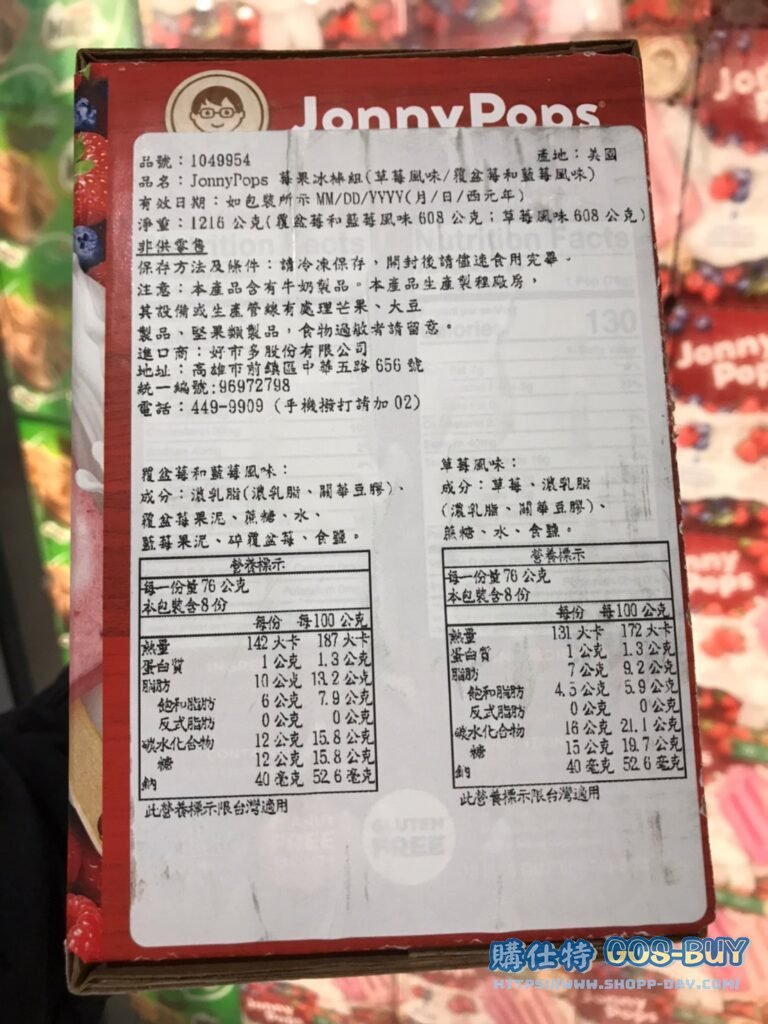 JonnyPops
品號：1049954 產地：美國
品名：JonnyPops 莓果冰棒組(草莓風味/覆盆莓和藍莓風味)
有效日期：如包裝所示 MM/DD/YYYY(月/日/西元年)
淨重：1216 公克(覆盆莓和藍莓風味 608 公克；草莓風味 608 公克)
非供零售
保存方法及條件：請冷凍保存，開封後請儘速食用完畢。
注意：本產品含有牛奶製品。本產品生產製程廠房，
其設備或生產管線有處理芒果、大豆
製品、堅果類製品，食物過敏者請留意。
進口商：好市多股份有限公司
地址：高雄市前鎮區中華五路 656 號
統一編號:96972798
電話：449-9909 (手機撥打請加 02)
覆盆莓和藍莓風味：
成分：濃乳脂(濃乳脂、關華豆膠)、
覆盆莓果泥、蔗糖、水、
藍莓果泥、碎覆盆莓、食鹽。
營養標示
每一份量 76 公克
本包裝含 8 份
每份 每 100 公克
熱量 142 大卡 187 大卡
蛋白質 1 公克 1.3 公克
脂肪 10 公克 13.2 公克
飽和脂肪 6 公克 7.9 公克
反式脂肪 0 公克 0 公克
碳水化合物 12 公克 15.8 公克
糖 12 公克 15.8 公克
鈉 40 毫克 52.6 毫克
此營養標示限台灣適用
草莓風味：
成分：草莓、濃乳脂
(濃乳脂、關華豆膠)、
蔗糖、水、食鹽。
營養標示
每一份量 76 公克
本包裝含 8 份
每份 每 100 公克
熱量 131 大卡 172 大卡
蛋白質 1 公克 1.3 公克
脂肪 7 公克 9.2 公克
飽和脂肪 4.5 公克 5.9 公克
反式脂肪 0 公克 0 公克
碳水化合物 16 公克 21.1 公克
糖 15 公克 19.7 公克
鈉 40 毫克 52.6 毫克
此營養標示限台灣適用
Nutrition Facts
130
GLUTEN
FREE
Jonny
Pops
JonnyPops
購仕特 GOS-BUY
HTTPS://WWW.SHOPP-DAY.COM/